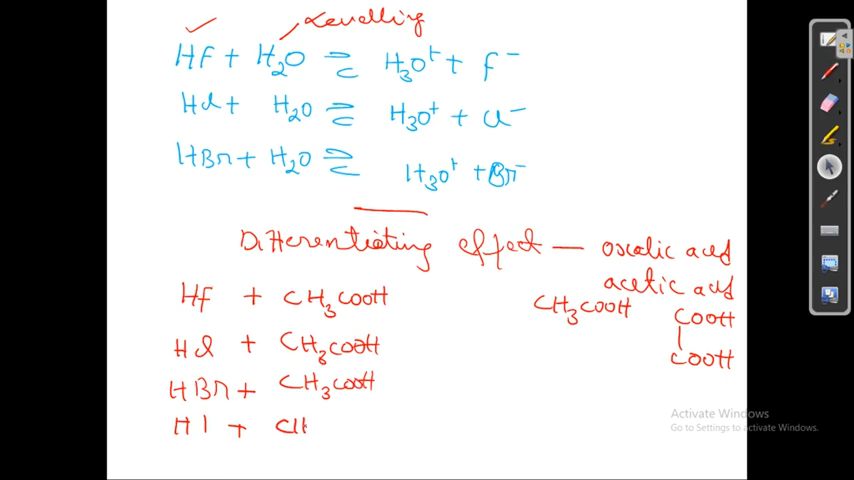 Levelling
Hf + H₂O ⇌ H₃O⁺ + f⁻
HCl + H₂O ⇌ H₃O⁺ + Cl⁻
HBr + H₂O ⇌ H₃O⁺ + Br⁻
Differentiating effect — oxalic acid
acetic acid
Hf + CH₃COOH
CH₃COOH
COOH
|
COOH
HCl + CH₃COOH
HBr + CH₃COOH
HI + CH
Activate Windows
Go to Settings to activate Windows.